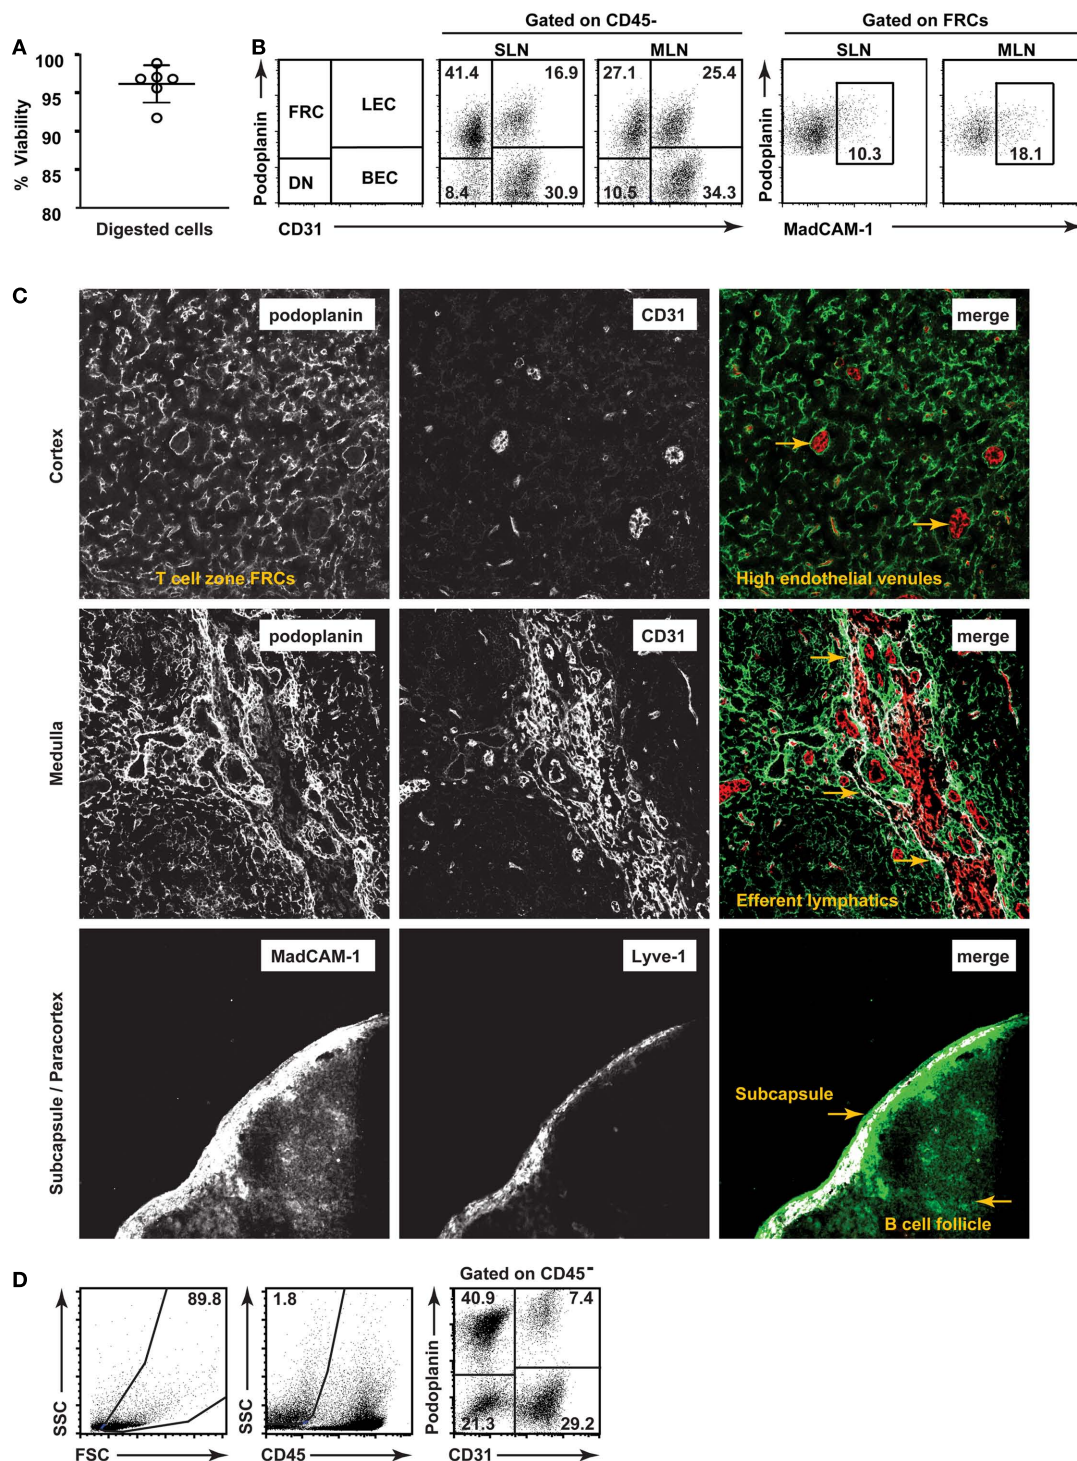 A
100
95
90
85
80
% Viability
Digested cells
B
Gated on CD45-
SLN
MLN
Podoplanin
FRC
LEC
DN
BEC
41.4
16.9
8.4
30.9
27.1
25.4
10.5
34.3
CD31
Gated on FRCs
SLN
MLN
Podoplanin
10.3
18.1
MadCAM-1
C
Cortex
podoplanin
CD31
merge
T cell zone FRCs
High endothelial venules
Medulla
podoplanin
CD31
merge
Efferent lymphatics
Subcapsule / Paracortex
MadCAM-1
Lyve-1
merge
Subcapsule
B cell follicle
D
SSC
89.8
FSC
SSC
1.8
CD45
Gated on CD45-
Podoplanin
40.9
7.4
21.3
29.2
CD31